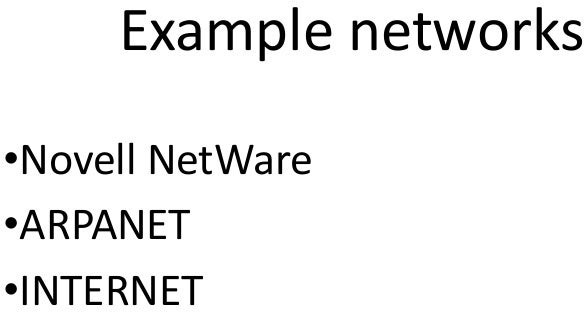 Example networks
•Novell NetWare
•ARPANET
•INTERNET